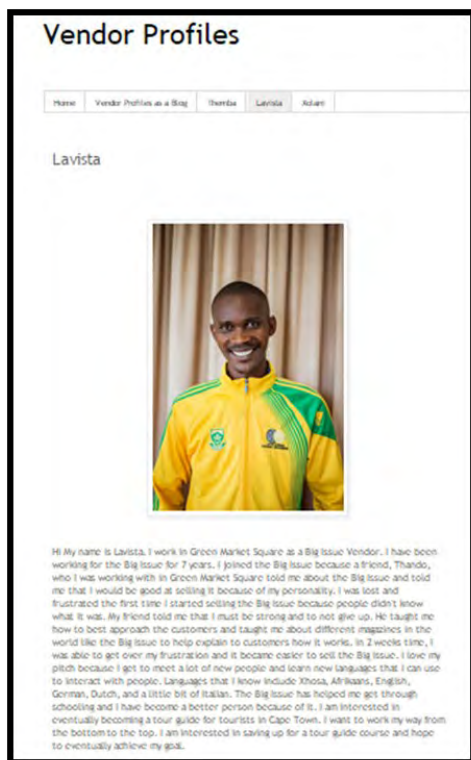 Vendor Profiles
Home Vendor Profiles as a Blog Themba Lavista Xolani
Lavista
Hi My name is Lavista. I work in Green Market Square as a Big Issue Vendor. I have been
working for the Big Issue for 7 years. I joined the Big Issue because a friend, Thando,
who I was working with in Green Market Square told me about the Big Issue and told
me that I would be good at selling it because of my personality. I was lost and
frustrated the first time I started selling the Big Issue because people didn't know
what it was. My friend told me that I must be strong and to not give up. He taught me
how to best approach the customers and taught me about different magazines in the
world like the Big Issue to help explain to customers how it works. In 2 weeks time, I
was able to get over my frustration and it became easier to sell the Big Issue. I love my
pitch because I get to meet a lot of new people and learn new languages that I can use
to interact with people. Languages that I know include Xhosa, Afrikaans, English,
German, Dutch, and a little bit of Italian. The Big Issue has helped me get through
schooling and I have become a better person because of it. I am interested in
eventually becoming a tour guide for tourists in Cape Town. I want to work my way from
the bottom to the top. I am interested in saving up for a tour guide course and hope
to eventually achieve my goal.